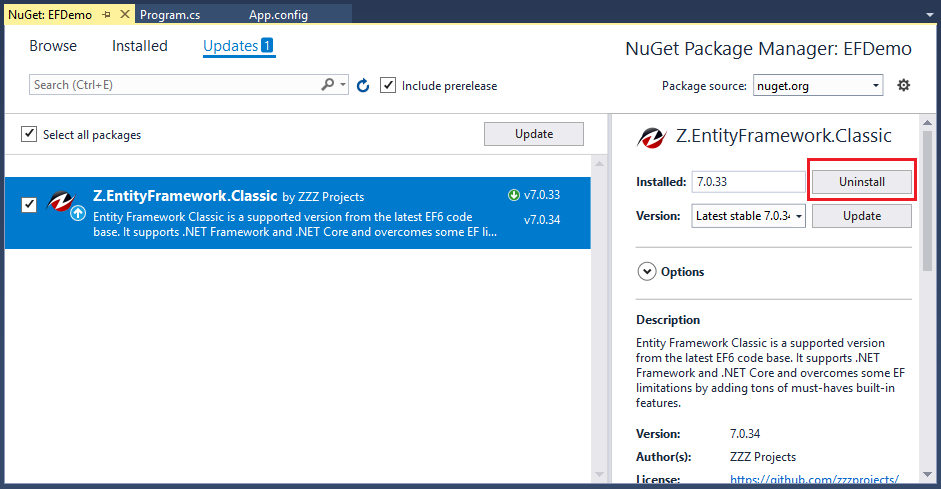 NuGet: EFDemo
Program.cs
App.config
Browse
Installed
Updates 1
NuGet Package Manager: EFDemo
Search (Ctrl+E)
Include prerelease
Package source: nuget.org
Select all packages
Update
Z.EntityFramework.Classic by ZZZ Projects
v7.0.33
Entity Framework Classic is a supported version from the latest EF6 code
v7.0.34
base. It supports .NET Framework and .NET Core and overcomes some EF li...
Z.EntityFramework.Classic
Installed: 7.0.33 Uninstall
Version: Latest stable 7.0.34 Update
Options
Description
Entity Framework Classic is a supported version
from the latest EF6 code base. It supports .NET
Framework and .NET Core and overcomes some EF
limitations by adding tons of must-haves built-in
features.
Version: 7.0.34
Author(s): ZZZ Projects
License: https://github.com/zzzprojects/